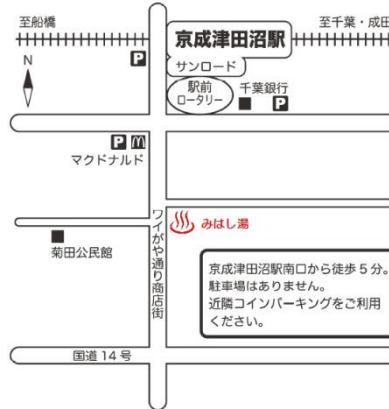 至船橋
至千葉・成田
京成津田沼駅
サンロード
N
P
駅前
ロータリー
千葉銀行
P
P
マクドナルド
ワイがや通り商店街
みはし湯
菊田公民館
京成津田沼駅南口から徒歩5分。
駐車場はありません。
近隣コインパーキングをご利用
ください。
国道14号